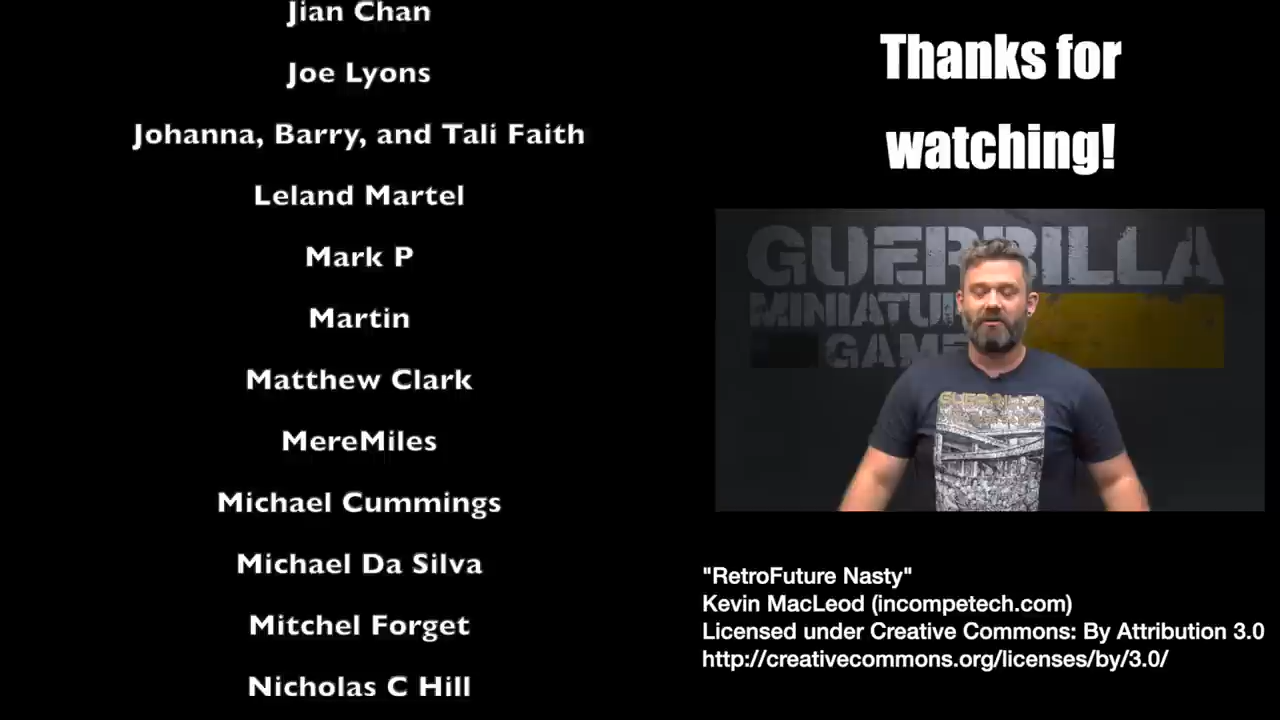 Jian Chan
Joe Lyons
Johanna, Barry, and Tali Faith
Leland Martel
Mark P
Martin
Matthew Clark
MereMiles
Michael Cummings
Michael Da Silva
Mitchel Forget
Nicholas C Hill
Thanks for
watching!
GUERRILLA
MINIATURE
"RetroFuture Nasty"
Kevin MacLeod (incompetech.com)
Licensed under Creative Commons: By Attribution 3.0
http://creativecommons.org/licenses/by/3.0/